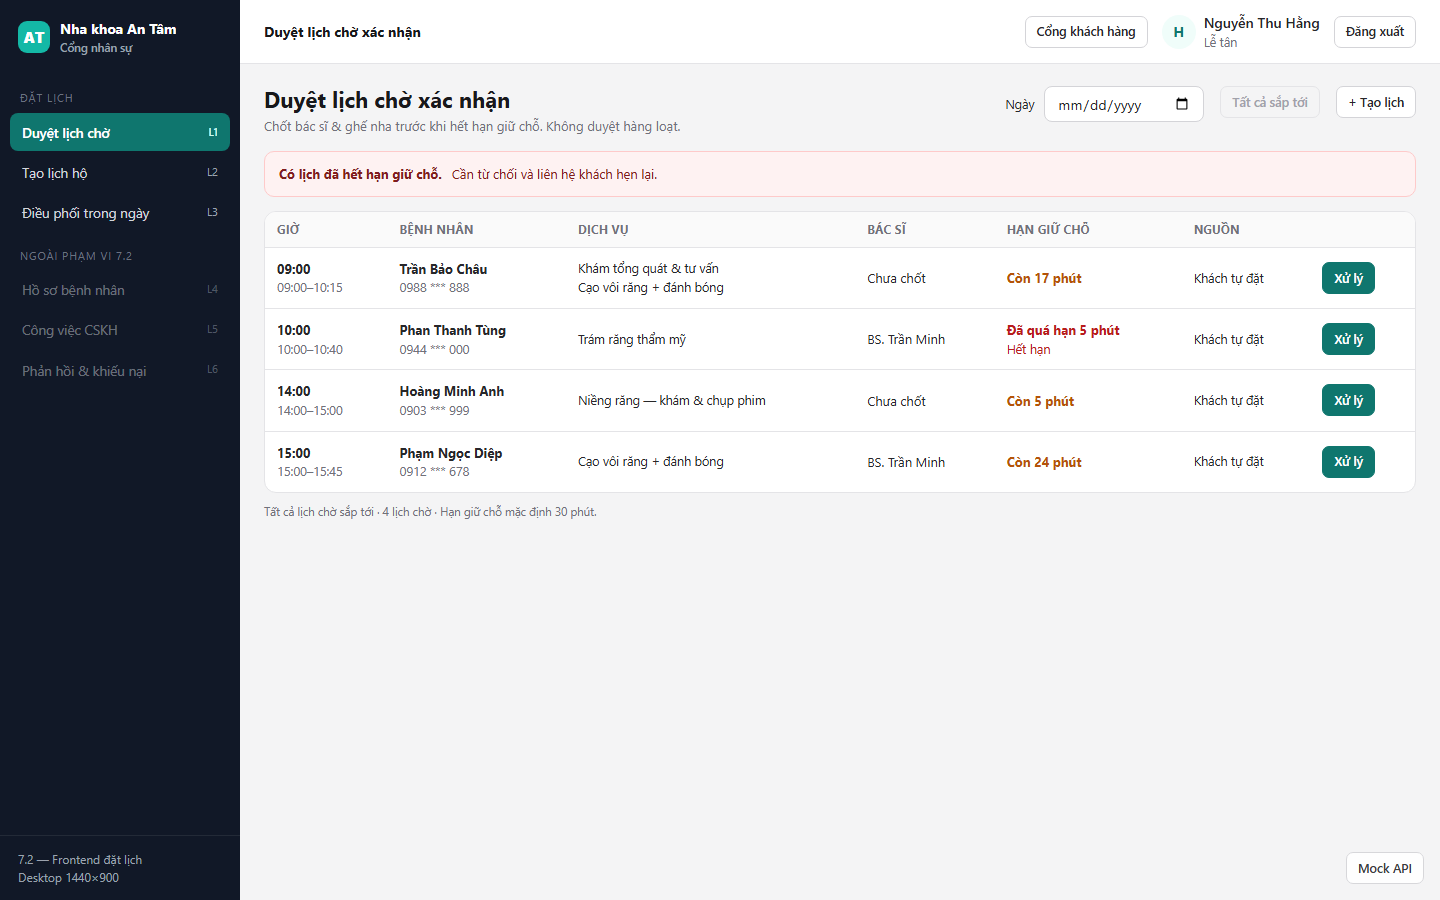 AT
Nha khoa An Tâm
Cổng nhân sự
ĐẶT LỊCH
Duyệt lịch chờ L1
Tạo lịch hộ L2
Điều phối trong ngày L3
NGOÀI PHẠM VI 7.2
Hồ sơ bệnh nhân L4
Công việc CSKH L5
Phản hồi & khiếu nại L6
7.2 — Frontend đặt lịch
Desktop 1440×900
Duyệt lịch chờ xác nhận
Cổng khách hàng
H
Nguyễn Thu Hằng
Lễ tân
Đăng xuất
Duyệt lịch chờ xác nhận
Chốt bác sĩ & ghế nha trước khi hết hạn giữ chỗ. Không duyệt hàng loạt.
Ngày mm/dd/yyyy Tất cả sắp tới + Tạo lịch
Có lịch đã hết hạn giữ chỗ. Cần từ chối và liên hệ khách hẹn lại.
GIỜ BỆNH NHÂN DỊCH VỤ BÁC SĨ HẠN GIỮ CHỖ NGUỒN
09:00 Trần Bảo Châu Khám tổng quát & tư vấn
09:00–10:15 0988 *** 888 Cạo vôi răng + đánh bóng Chưa chốt Còn 17 phút Khách tự đặt Xử lý
10:00 Phan Thanh Tùng Trám răng thẩm mỹ BS. Trần Minh Đã quá hạn 5 phút Khách tự đặt Xử lý
10:00–10:40 0944 *** 000 Hết hạn
14:00 Hoàng Minh Anh Niềng răng — khám & chụp phim Chưa chốt Còn 5 phút Khách tự đặt Xử lý
14:00–15:00 0903 *** 999
15:00 Phạm Ngọc Diệp Cạo vôi răng + đánh bóng BS. Trần Minh Còn 24 phút Khách tự đặt Xử lý
15:00–15:45 0912 *** 678
Tất cả lịch chờ sắp tới · 4 lịch chờ · Hạn giữ chỗ mặc định 30 phút.
Mock API